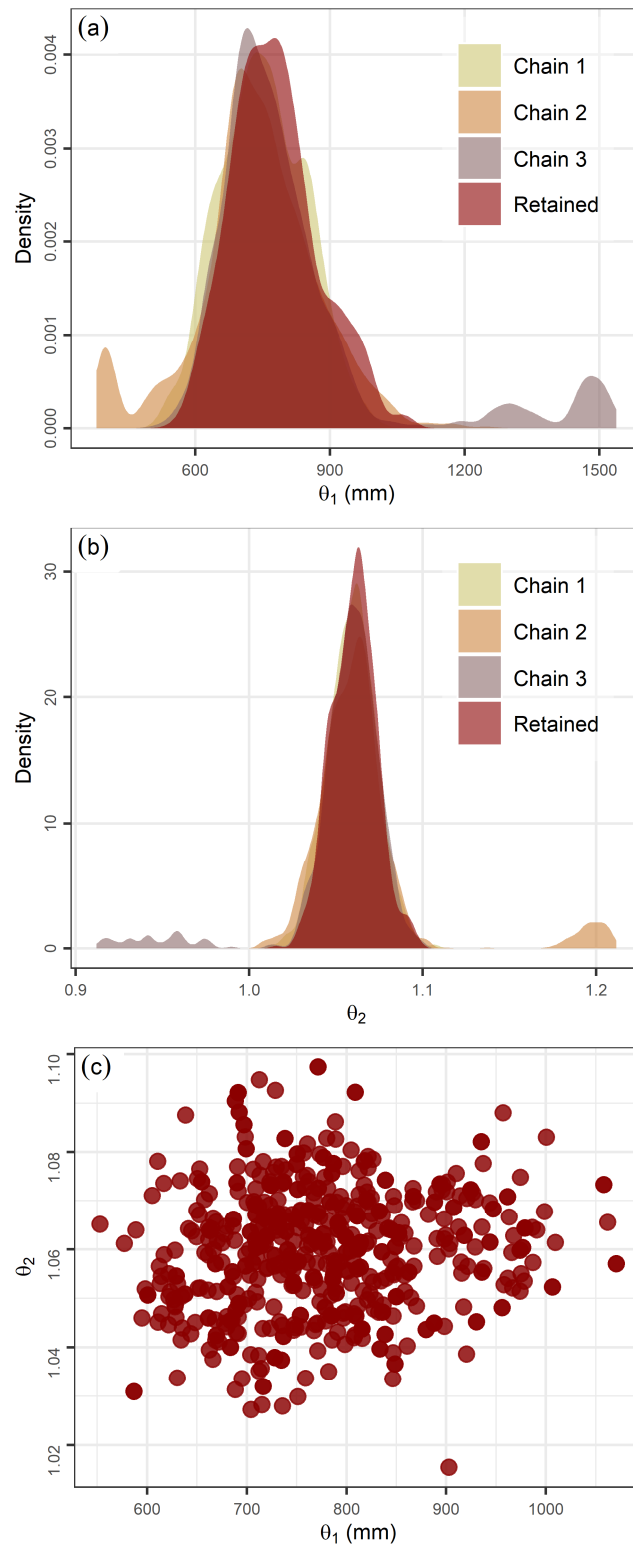 (a)
Chain 1
Chain 2
Chain 3
Retained
Density
0.004
0.003
0.002
0.001
0.000
600 900 1200 1500
θ1 (mm)
(b)
Chain 1
Chain 2
Chain 3
Retained
Density
30
20
10
0
0.9 1.0 1.1 1.2
θ2
(c)
θ2
1.10
1.08
1.06
1.04
1.02
600 700 800 900 1000
θ1 (mm)